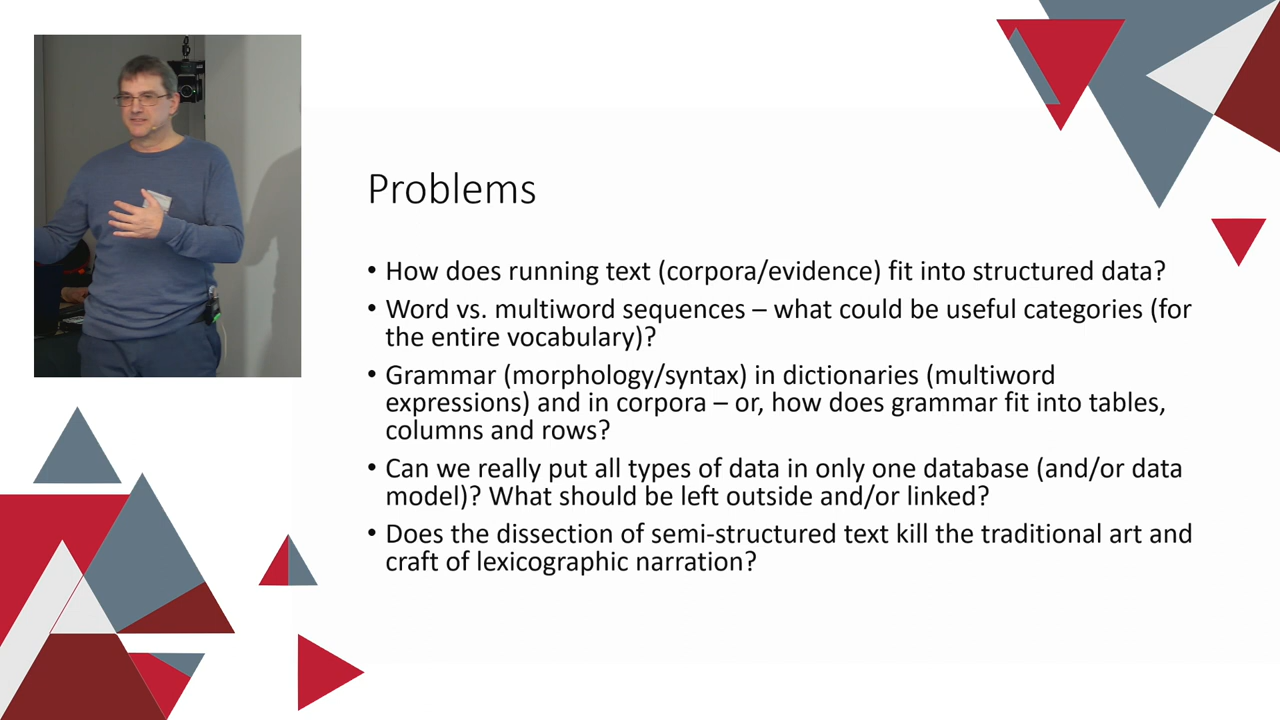 Problems
• How does running text (corpora/evidence) fit into structured data?
• Word vs. multiword sequences – what could be useful categories (for
the entire vocabulary)?
• Grammar (morphology/syntax) in dictionaries (multiword
expressions) and in corpora – or, how does grammar fit into tables,
columns and rows?
• Can we really put all types of data in only one database (and/or data
model)? What should be left outside and/or linked?
• Does the dissection of semi-structured text kill the traditional art and
craft of lexicographic narration?